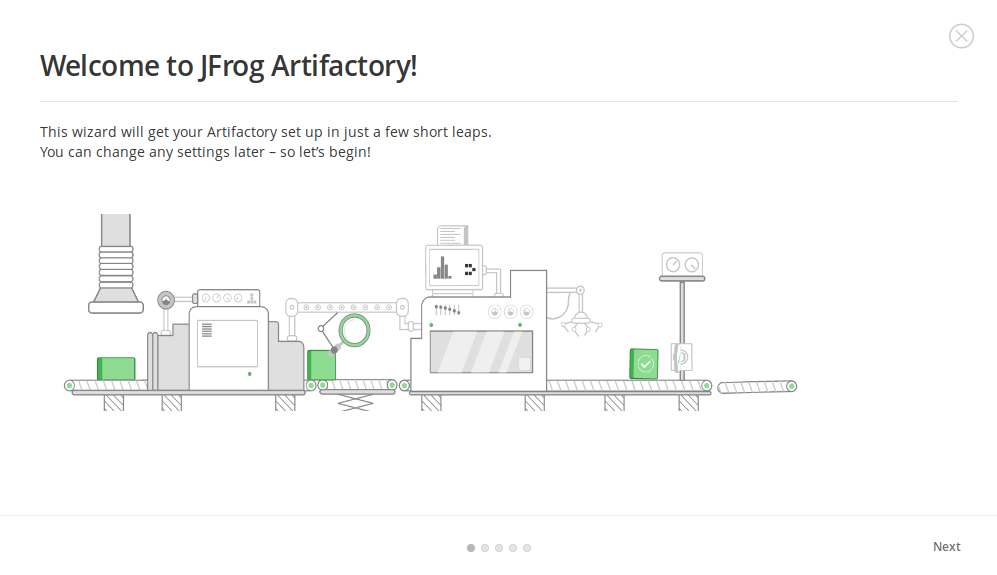 Welcome to JFrog Artifactory!
This wizard will get your Artifactory set up in just a few short leaps.
You can change any settings later – so let’s begin!
Next